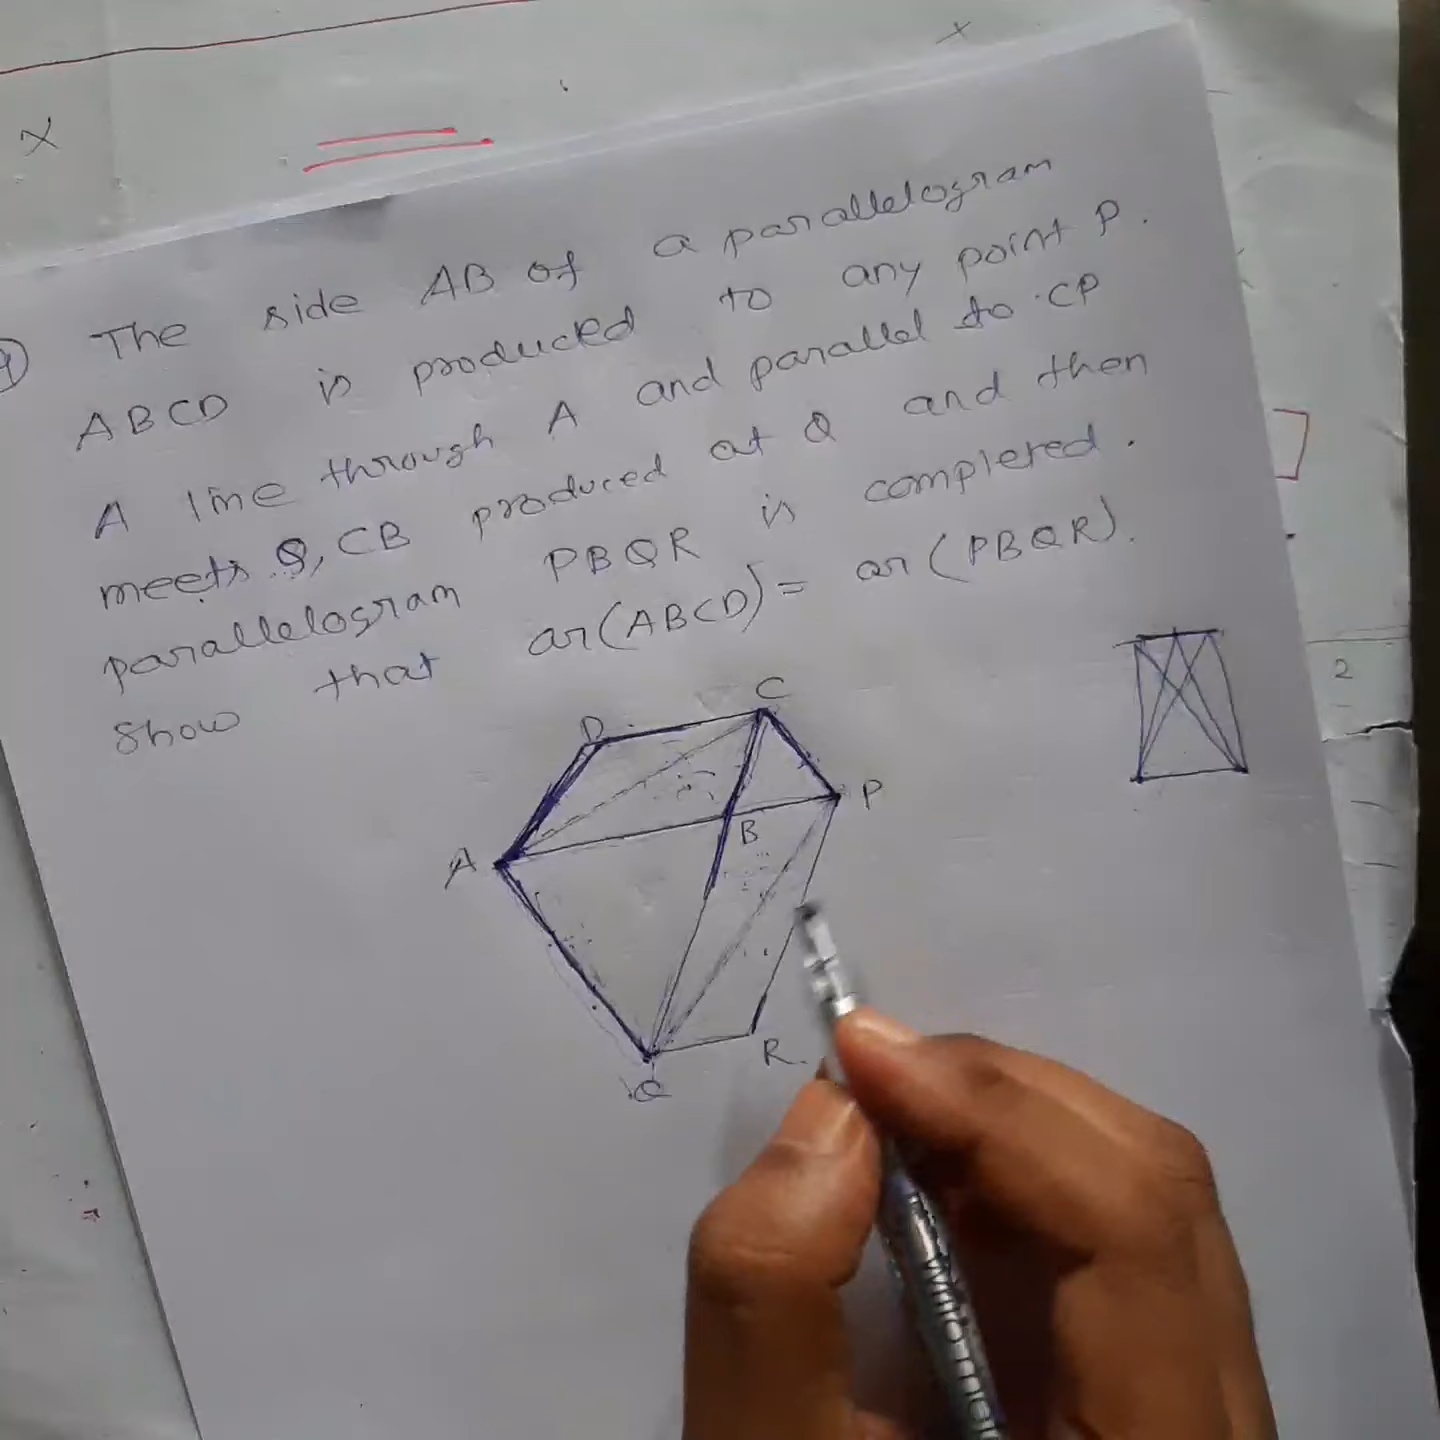 The side AB of a parallelogram
ABCD is produced to any point P.
A line through A and parallel to CP
meets Q, CB produced at Q and then
parallelogram PBQR is completed.
Show that ar(ABCD) = ar(PBQR).
2
D
C
P
B
A
R
Q